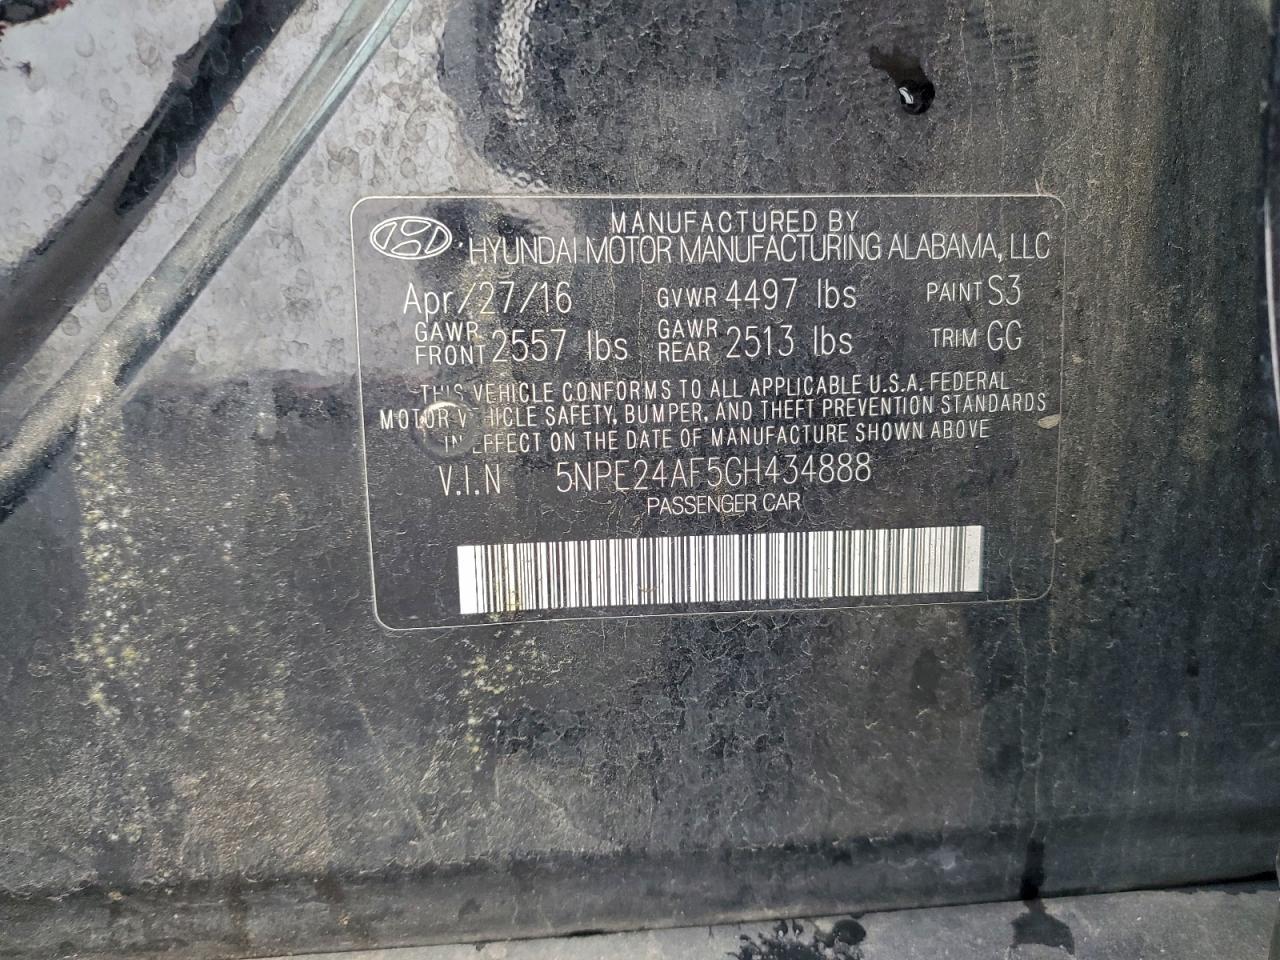 MANUFACTURED BY
HYUNDAI MOTOR MANUFACTURING ALABAMA, LLC
Apr/27/16 GVWR 4497 lbs PAINT S3
GAWR FRONT 2557 lbs GAWR REAR 2513 lbs TRIM GG
THIS VEHICLE CONFORMS TO ALL APPLICABLE U.S.A. FEDERAL
MOTOR VEHICLE SAFETY, BUMPER, AND THEFT PREVENTION STANDARDS
IN EFFECT ON THE DATE OF MANUFACTURE SHOWN ABOVE
V.I.N 5NPE24AF5GH434888
PASSENGER CAR